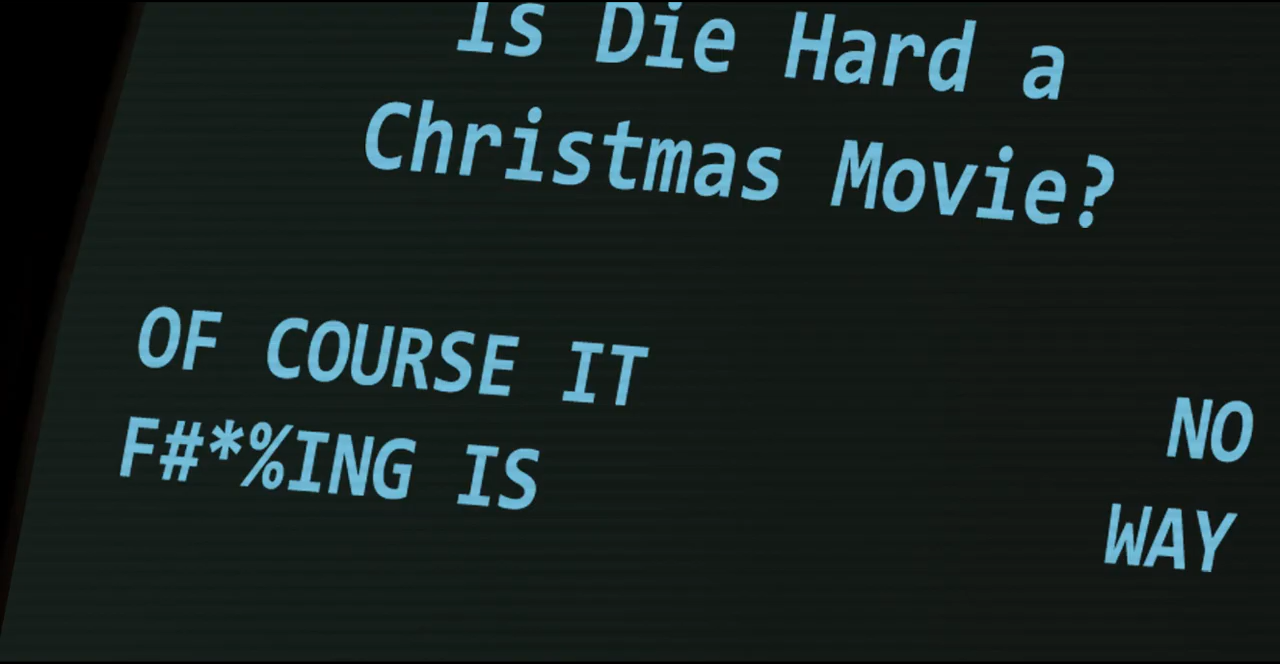 Is Die Hard a
Christmas Movie?
OF COURSE IT
F#*%ING IS
NO
WAY